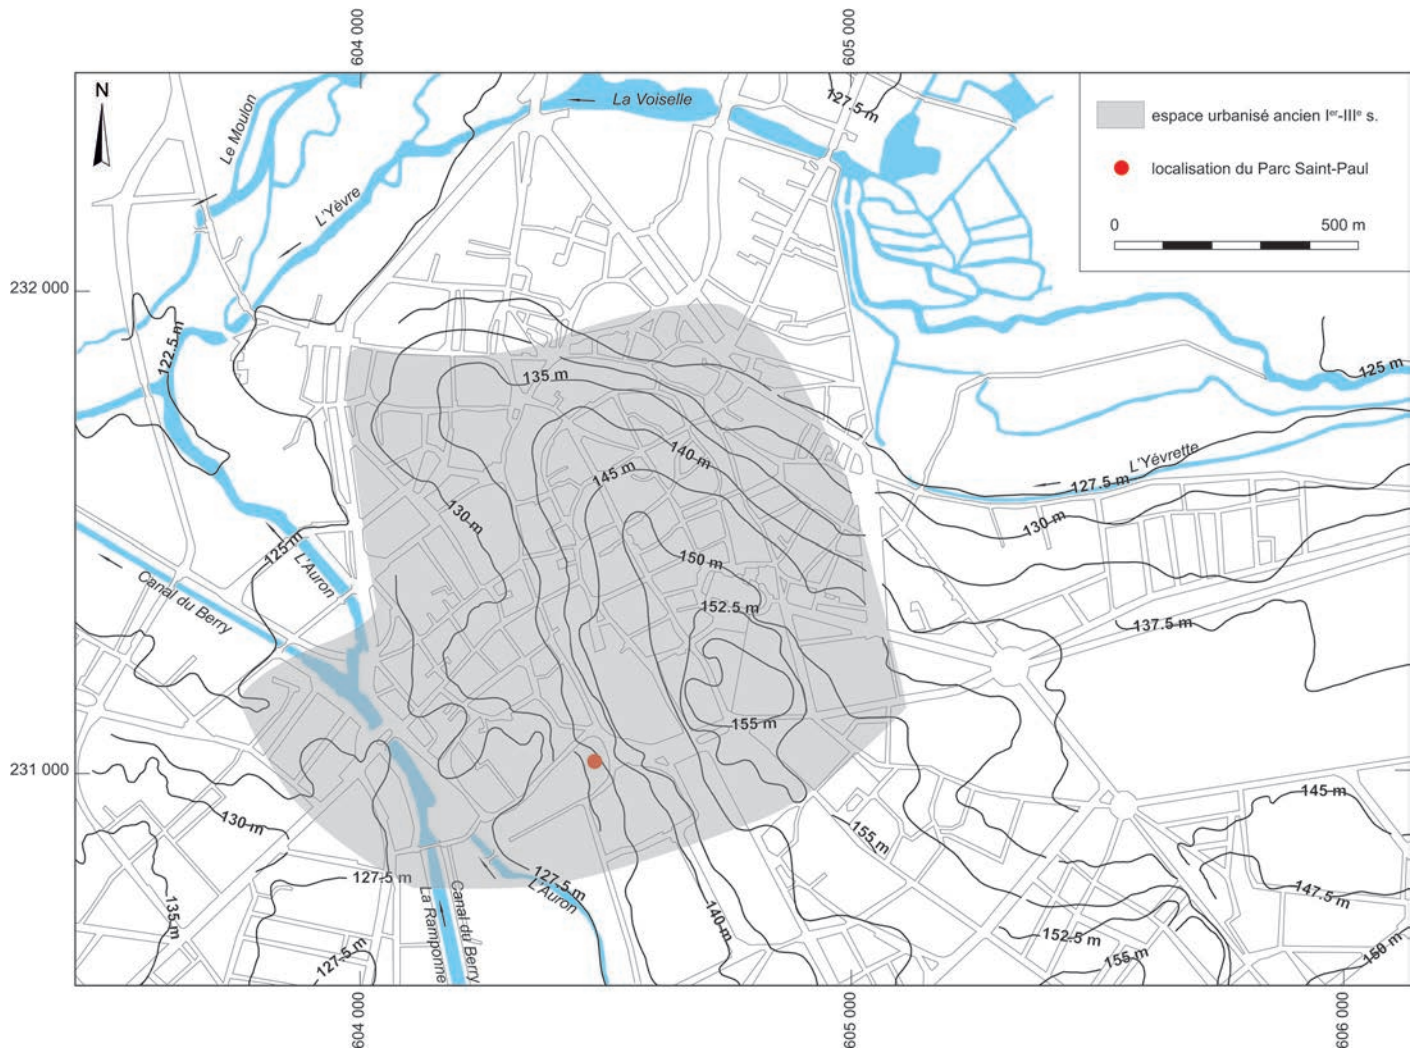 604 000
605 000
N
Le Moulon
La Voiselle
127.5 m
espace urbanisé ancien Iᵉʳ-IIIᵉ s.
localisation du Parc Saint-Paul
0
500 m
L'Yèvre
232 000
122.5 m
135 m
125 m
140 m
L'Yévrette
145 m
127.5 m
130 m
130 m
125 m
L'Auron
150 m
Canal du Berry
152.5 m
137.5 m
155 m
231 000
145 m
130 m
155 m
127.5 m
127.5 m
147.5 m
L'Auron
135 m
La Ramponne
Canal du Berry
140 m
152.5 m
127.5 m
155 m
150 m
604 000
605 000
606 000